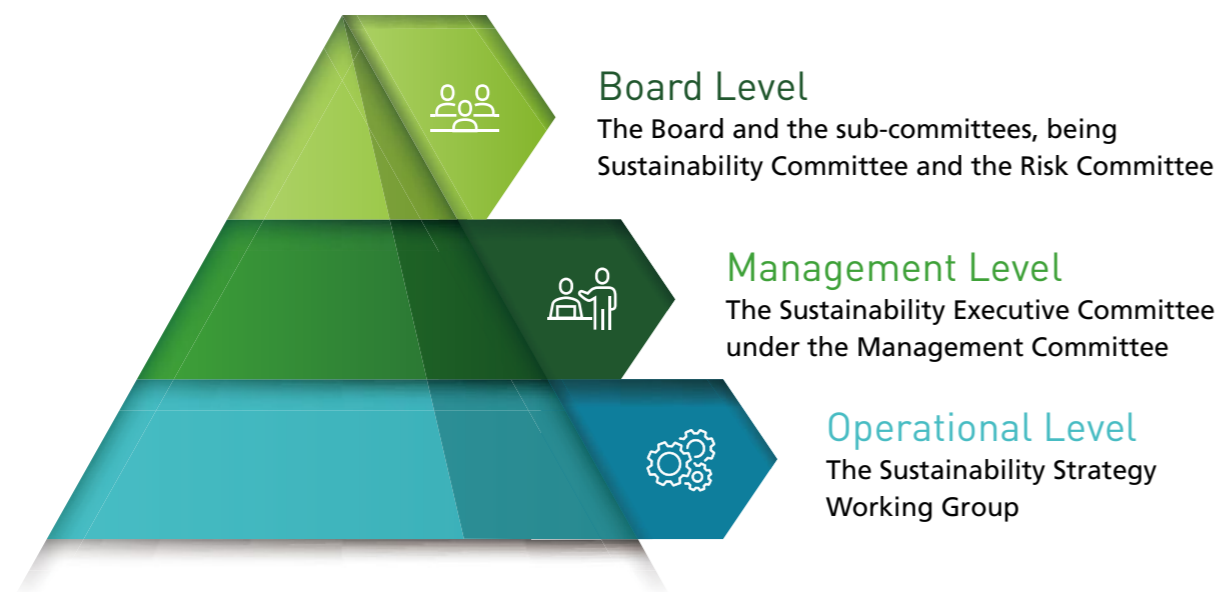 Board Level
The Board and the sub-committees, being
Sustainability Committee and the Risk Committee
Management Level
The Sustainability Executive Committee
under the Management Committee
Operational Level
The Sustainability Strategy
Working Group